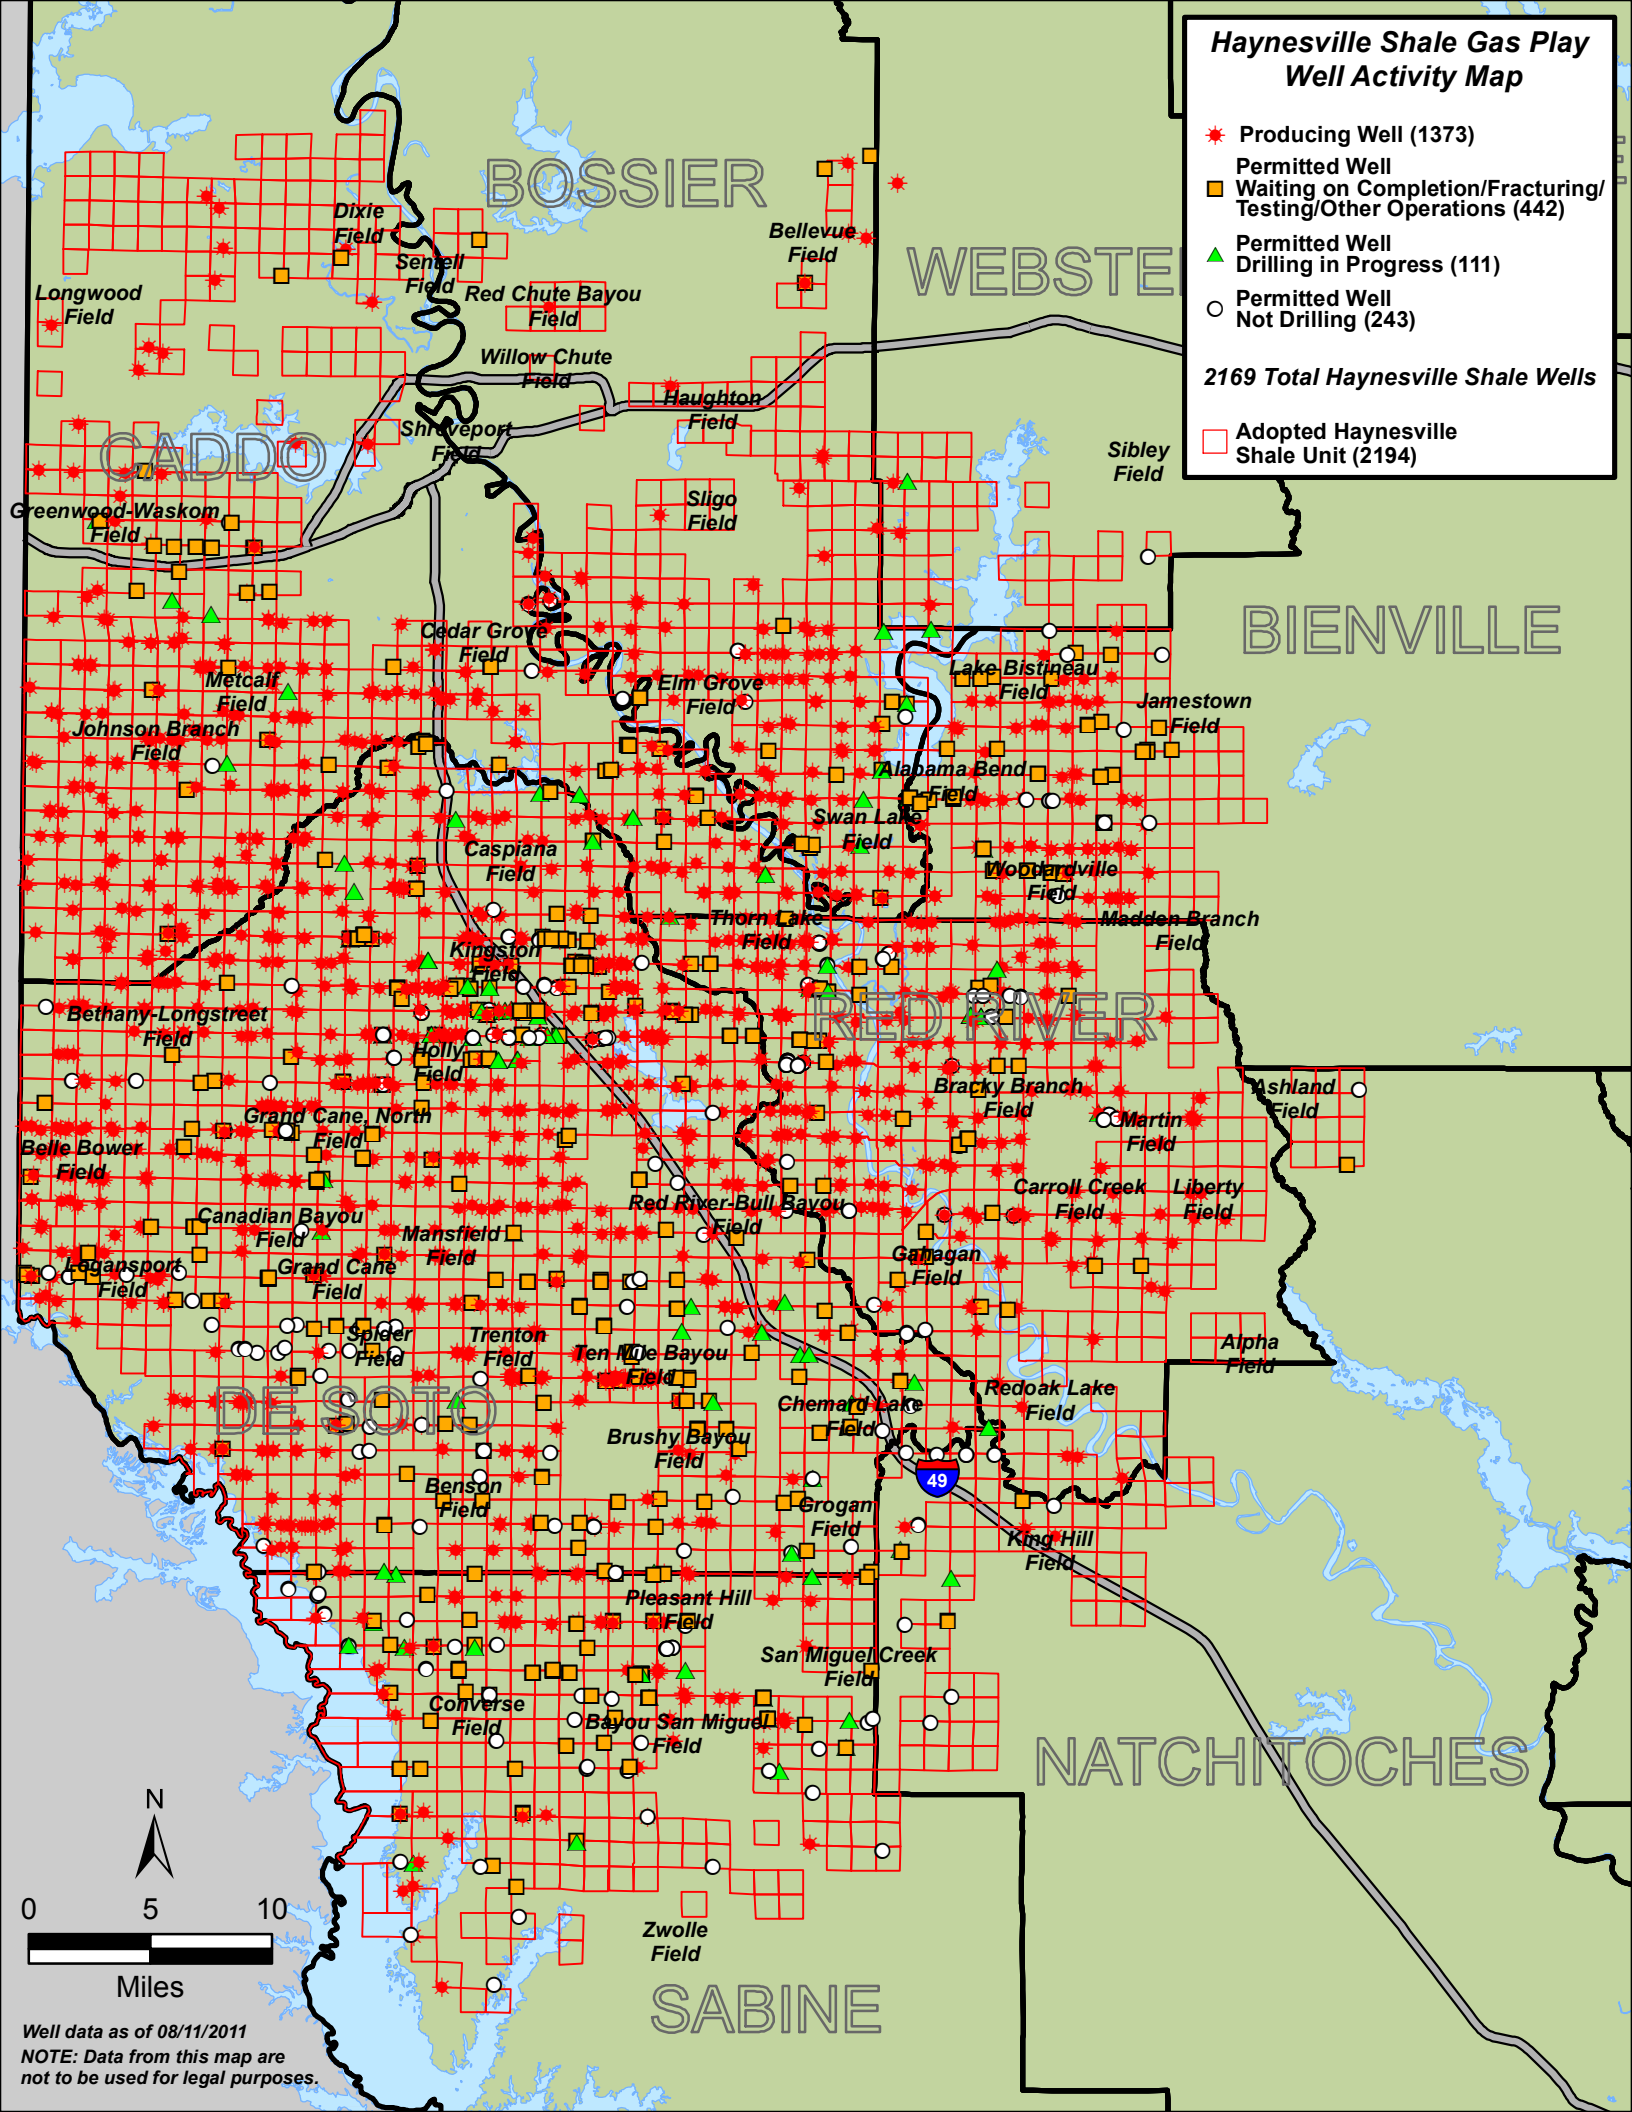 Haynesville Shale Gas Play
Well Activity Map
Producing Well (1373)
Permitted Well
Waiting on Completion/Fracturing/
Testing/Other Operations (442)
Permitted Well
Drilling in Progress (111)
Permitted Well
Not Drilling (243)
2169 Total Haynesville Shale Wells
Adopted Haynesville
Shale Unit (2194)
BOSSIER
WEBSTER
Dixie
Field
Bellevue
Field
Sentell
Field
Longwood
Field
Red Chute Bayou
Field
Willow Chute
Field
Haughton
Field
Shreveport
Field
CADDO
Sibley
Field
Sligo
Field
Greenwood-Waskom
Field
BIENVILLE
Cedar Grove
Field
Lake Bistineau
Field
Metcalf
Field
Elm Grove
Field
Jamestown
Field
Johnson Branch
Field
Alabama Bend
Field
Swan Lake
Field
Caspiana
Field
Woodardville
Field
Thorn Lake
Field
Madden Branch
Field
Kingston
Field
Bethany-Longstreet
Field
RED RIVER
Holly
Field
Bracky Branch
Field
Ashland
Field
Grand Cane, North
Field
Martin
Field
Belle Bower
Field
Carroll Creek
Field
Liberty
Field
Red River-Bull Bayou
Field
Canadian Bayou
Field
Mansfield
Field
Gahagan
Field
Logansport
Field
Grand Cane
Field
Spider
Field
Trenton
Field
Ten Mile Bayou
Field
Alpha
Field
DE SOTO
Chemard Lake
Field
Redoak Lake
Field
Brushy Bayou
Field
49
Benson
Field
Grogan
Field
King Hill
Field
Pleasant Hill
Field
San Miguel Creek
Field
Converse
Field
Bayou San Miguel
Field
NATCHITOCHES
Zwolle
Field
SABINE
N
0 5 10
Miles
Well data as of 08/11/2011
NOTE: Data from this map are
not to be used for legal purposes.